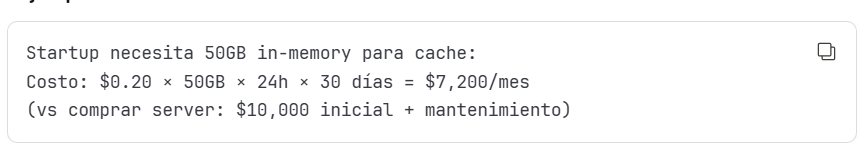 Startup necesita 50GB in-memory para cache:
Costo: $0.20 × 50GB × 24h × 30 días = $7,200/mes
(vs comprar server: $10,000 inicial + mantenimiento)